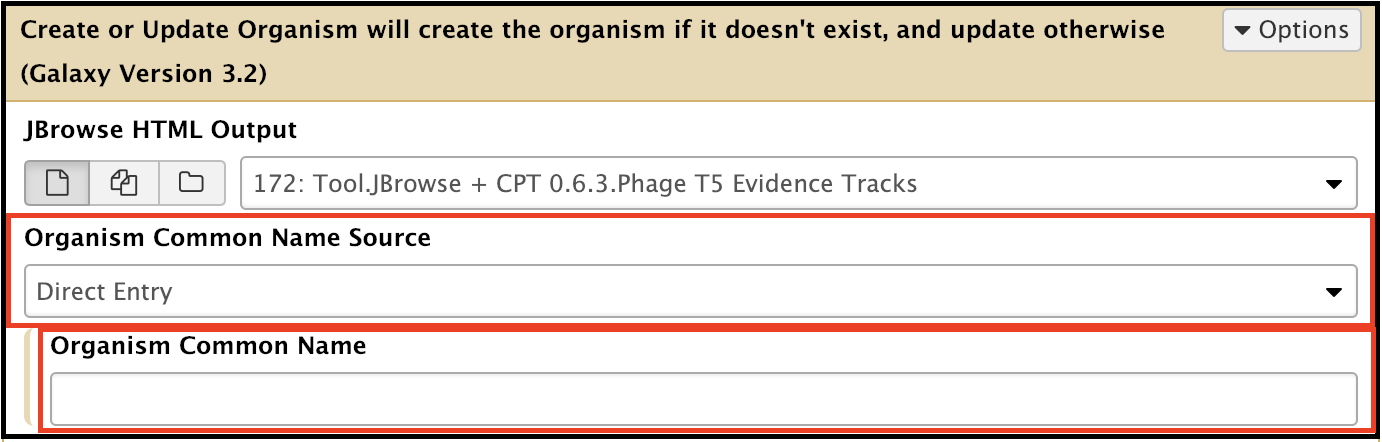 Create or Update Organism will create the organism if it doesn't exist, and update otherwise
(Galaxy Version 3.2)
Options
JBrowse HTML Output
172: Tool.JBrowse + CPT 0.6.3.Phage T5 Evidence Tracks
Organism Common Name Source
Direct Entry
Organism Common Name